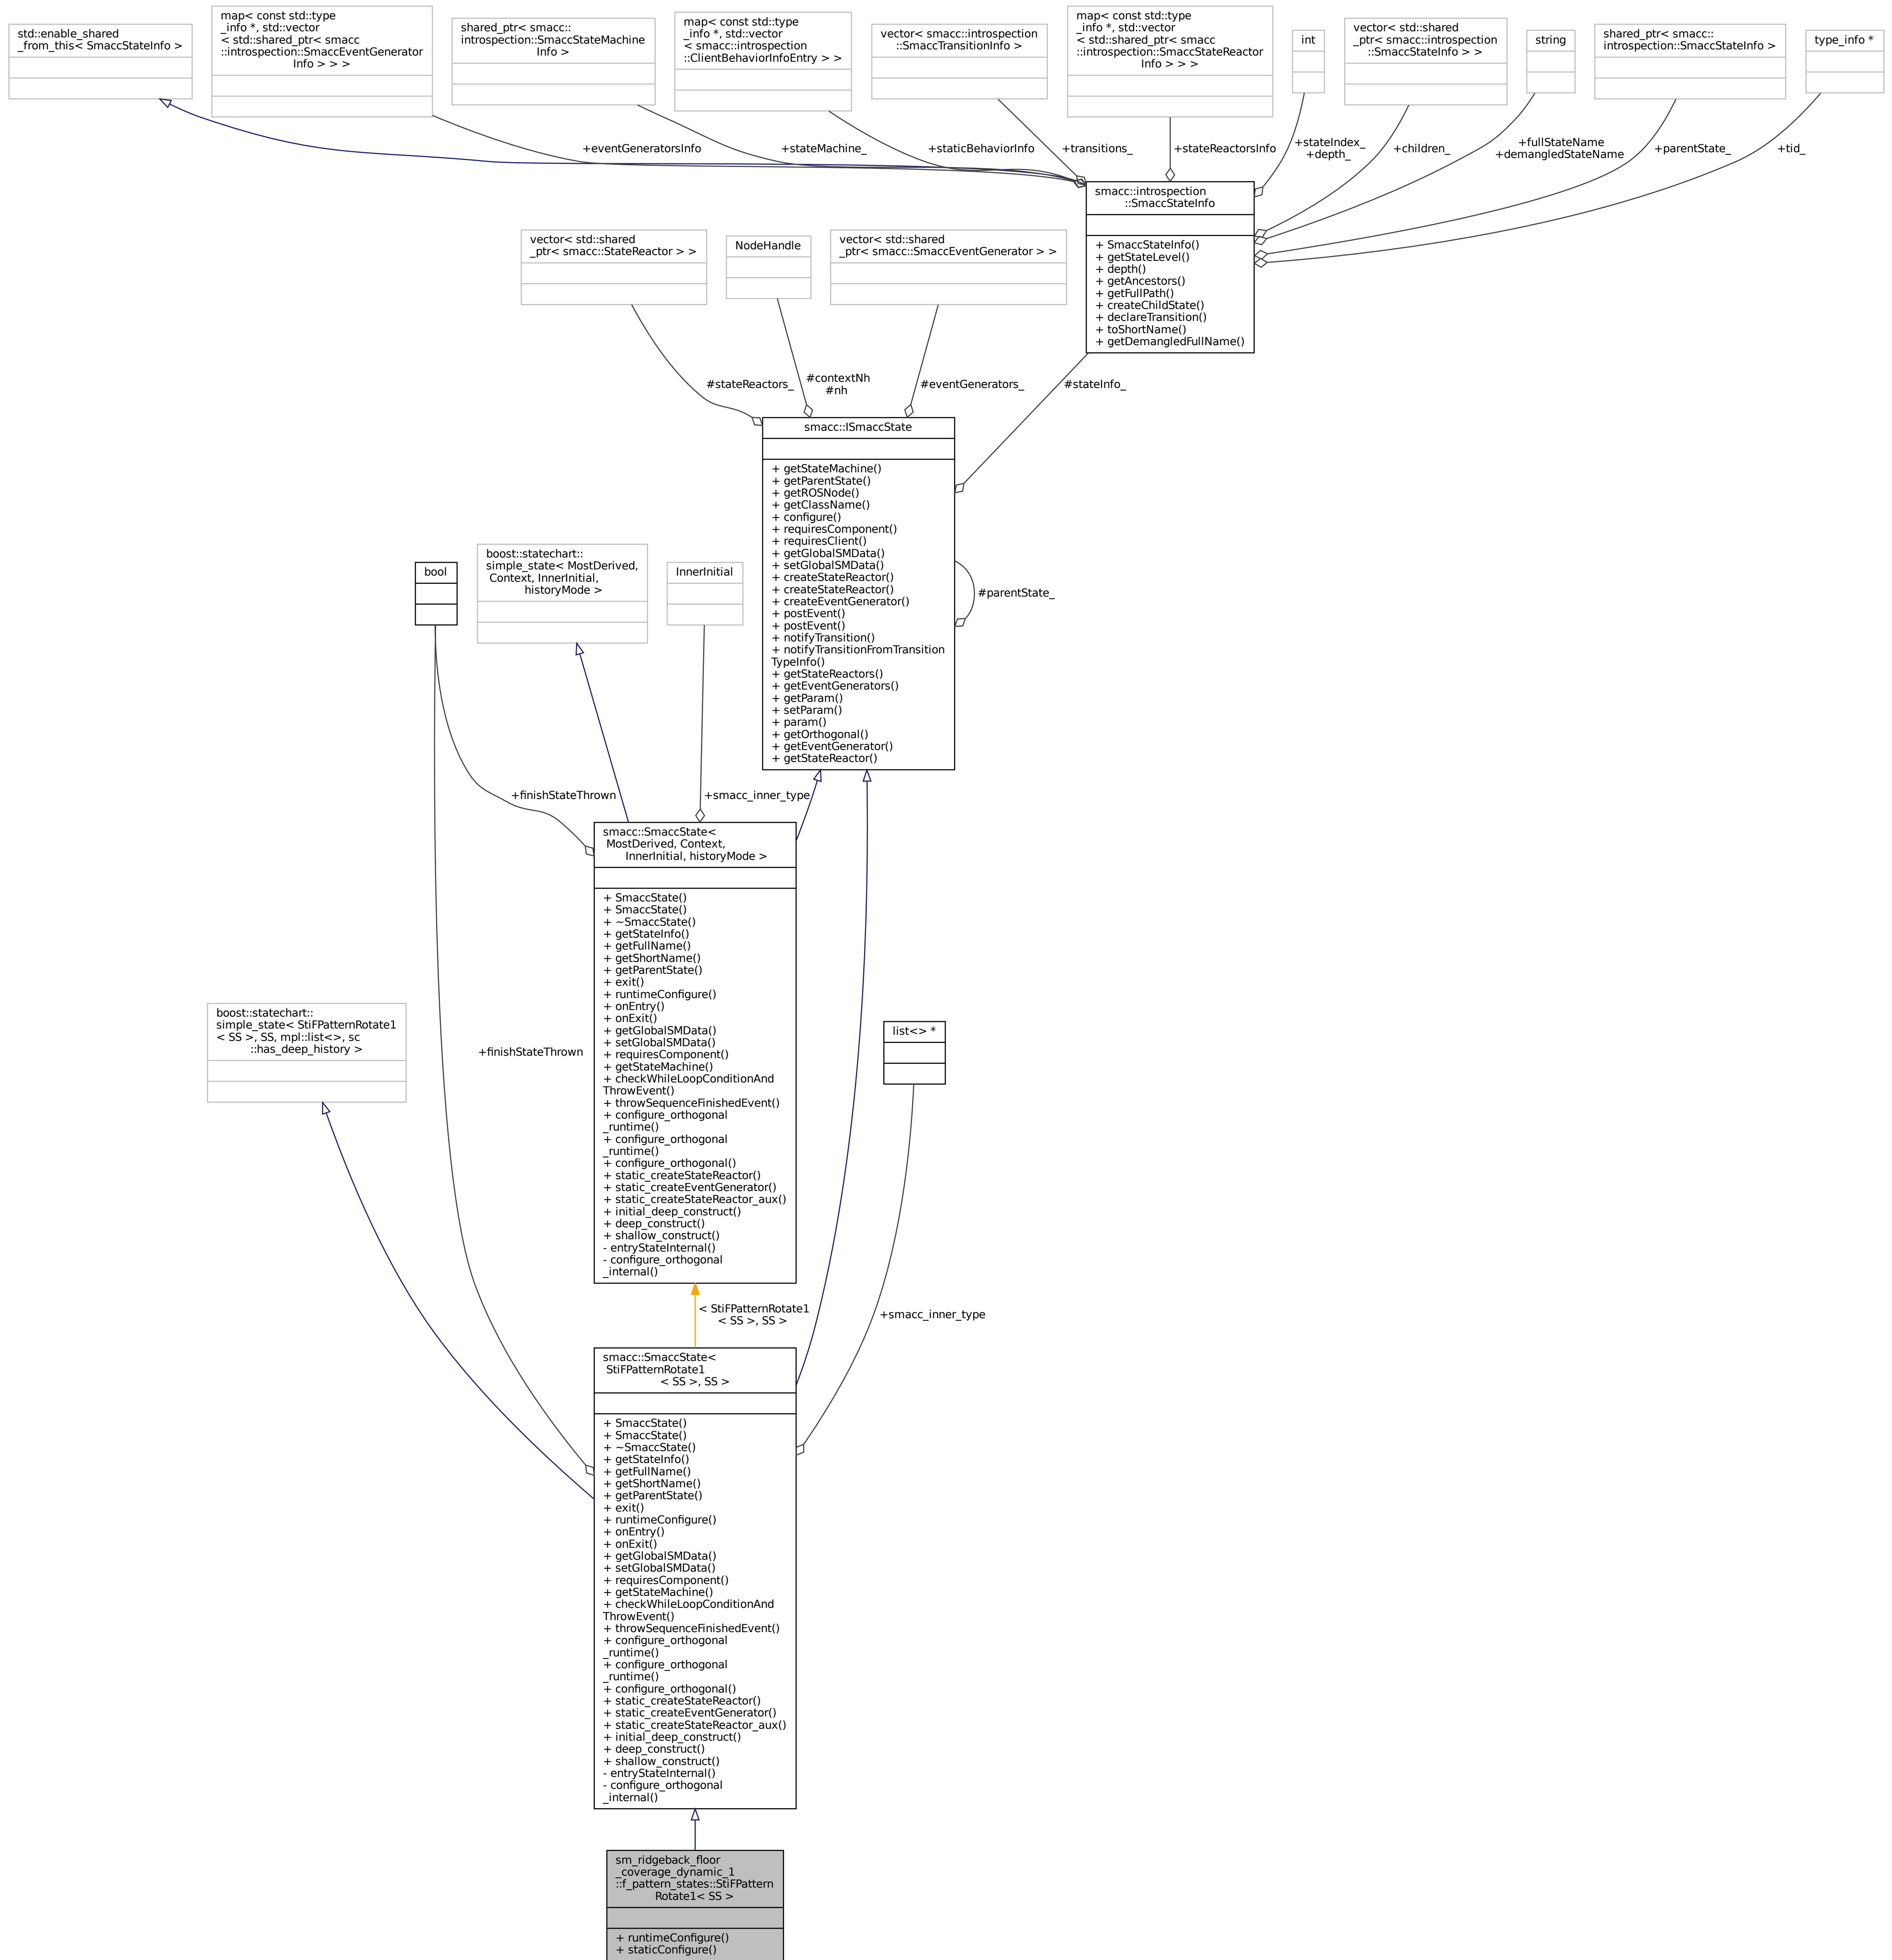 std::enable_shared
_from_this< SmaccStateInfo >
map< const std::type
_info *, std::vector
< std::shared_ptr< smacc
::introspection::SmaccEventGenerator
Info > > >
shared_ptr< smacc::
introspection::SmaccStateMachine
Info >
map< const std::type
_info *, std::vector
< smacc::introspection
::ClientBehaviorInfoEntry > >
vector< smacc::introspection
::SmaccTransitionInfo >
map< const std::type
_info *, std::vector
< std::shared_ptr< smacc
::introspection::SmaccStateReactor
Info > > >
int
vector< std::shared
_ptr< smacc::introspection
::SmaccStateInfo > >
string
shared_ptr< smacc::
introspection::SmaccStateInfo >
type_info *
+eventGeneratorsInfo
+stateMachine_
+staticBehaviorInfo
+transitions_
+stateReactorsInfo
+stateIndex_
+depth_
+children_
+fullStateName
+demangledStateName
+parentState_
+tid_
smacc::introspection
::SmaccStateInfo
+ SmaccStateInfo()
+ getStateLevel()
+ depth()
+ getAncestors()
+ getFullPath()
+ createChildState()
+ declareTransition()
+ toShortName()
+ getDemangledFullName()
vector< std::shared
_ptr< smacc::StateReactor > >
NodeHandle
vector< std::shared
_ptr< smacc::SmaccEventGenerator > >
#stateReactors_
#contextNh
#nh
#eventGenerators_
#stateInfo_
smacc::ISmaccState
+ getStateMachine()
+ getParentState()
+ getROSNode()
+ getClassName()
+ configure()
+ requiresComponent()
+ requiresClient()
+ getGlobalSMData()
+ setGlobalSMData()
+ createStateReactor()
+ createStateReactor()
+ createEventGenerator()
+ postEvent()
+ postEvent()
+ notifyTransition()
+ notifyTransitionFromTransition
TypeInfo()
+ getStateReactors()
+ getEventGenerators()
+ getParam()
+ setParam()
+ param()
+ getOrthogonal()
+ getEventGenerator()
+ getStateReactor()
#parentState_
bool
boost::statechart::
simple_state< MostDerived,
Context, InnerInitial,
historyMode >
InnerInitial
+finishStateThrown
+smacc_inner_type
smacc::SmaccState<
MostDerived, Context,
InnerInitial, historyMode >
+ SmaccState()
+ SmaccState()
+ ~SmaccState()
+ getStateInfo()
+ getFullName()
+ getShortName()
+ getParentState()
+ exit()
+ runtimeConfigure()
+ onEntry()
+ onExit()
+ getGlobalSMData()
+ setGlobalSMData()
+ requiresComponent()
+ getStateMachine()
+ checkWhileLoopConditionAnd
ThrowEvent()
+ throwSequenceFinishedEvent()
+ configure_orthogonal
_runtime()
+ configure_orthogonal
_runtime()
+ configure_orthogonal()
+ static_createStateReactor()
+ static_createEventGenerator()
+ static_createStateReactor_aux()
+ initial_deep_construct()
+ deep_construct()
+ shallow_construct()
- entryStateInternal()
- configure_orthogonal
_internal()
boost::statechart::
simple_state< StiFPatternRotate1
< SS >, SS, mpl::list<>, sc
::has_deep_history >
+finishStateThrown
list<> *
< StiFPatternRotate1
< SS >, SS >
+smacc_inner_type
smacc::SmaccState<
StiFPatternRotate1
< SS >, SS >
+ SmaccState()
+ SmaccState()
+ ~SmaccState()
+ getStateInfo()
+ getFullName()
+ getShortName()
+ getParentState()
+ exit()
+ runtimeConfigure()
+ onEntry()
+ onExit()
+ getGlobalSMData()
+ setGlobalSMData()
+ requiresComponent()
+ getStateMachine()
+ checkWhileLoopConditionAnd
ThrowEvent()
+ throwSequenceFinishedEvent()
+ configure_orthogonal
_runtime()
+ configure_orthogonal
_runtime()
+ configure_orthogonal()
+ static_createStateReactor()
+ static_createEventGenerator()
+ static_createStateReactor_aux()
+ initial_deep_construct()
+ deep_construct()
+ shallow_construct()
- entryStateInternal()
- configure_orthogonal
_internal()
sm_ridgeback_floor
_coverage_dynamic_1
::f_pattern_states::StiFPattern
Rotate1< SS >
+ runtimeConfigure()
+ staticConfigure()